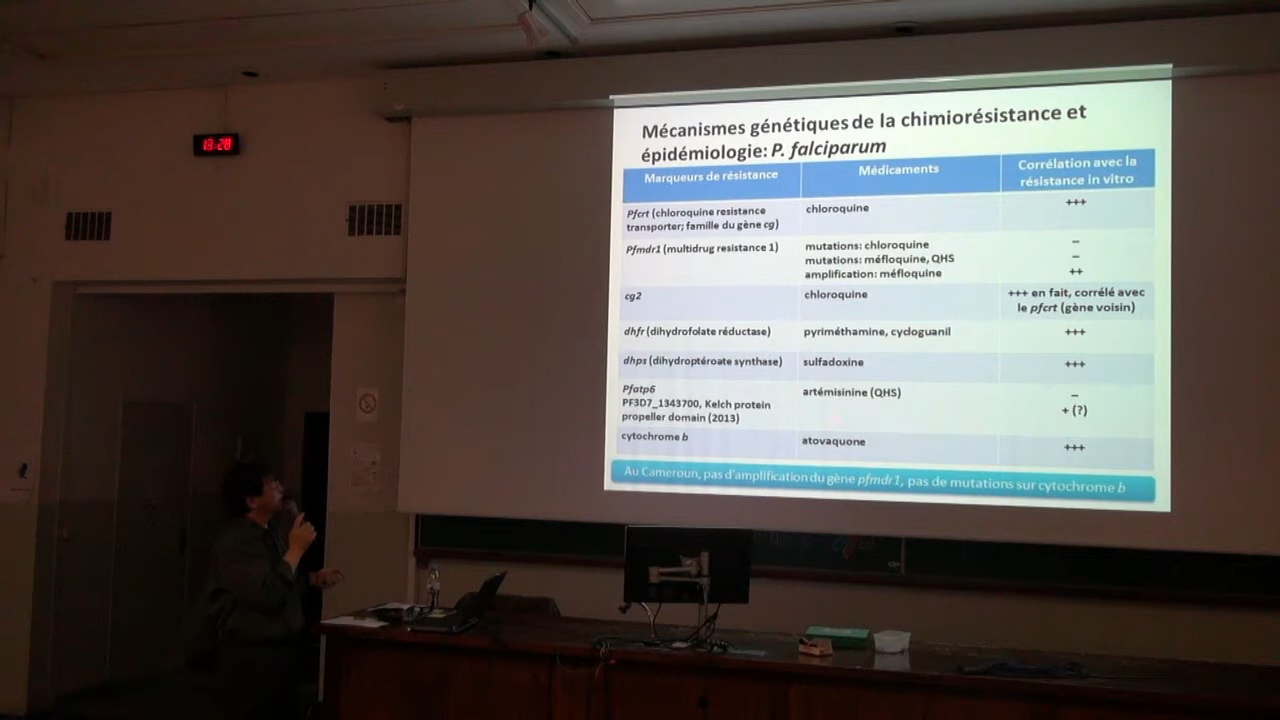 Mécanismes génétiques de la chimiorésistance et
épidémiologie: P. falciparum
Marqueurs de résistance
Médicaments
Corrélation avec la
résistance in vitro
Pfcrt (chloroquine resistance
transporter; famille du gène cg)
chloroquine
+++
Pfmdr1 (multidrug resistance 1)
mutations: chloroquine
mutations: méfloquine, QHS
amplification: méfloquine
–
–
++
cg2
chloroquine
+++ en fait, corrélé avec
le pfcrt (gène voisin)
dhfr (dihydrofolate réductase)
pyriméthamine, cycloguanil
+++
dhps (dihydroptéroate synthase)
sulfadoxine
+++
Pfatp6
PF3D7_1343700, Kelch protein
propeller domain (2013)
artémisinine (QHS)
–
+ (?)
cytochrome b
atovaquone
+++
Au Cameroun, pas d'amplification du gène pfmdr1, pas de mutations sur cytochrome b